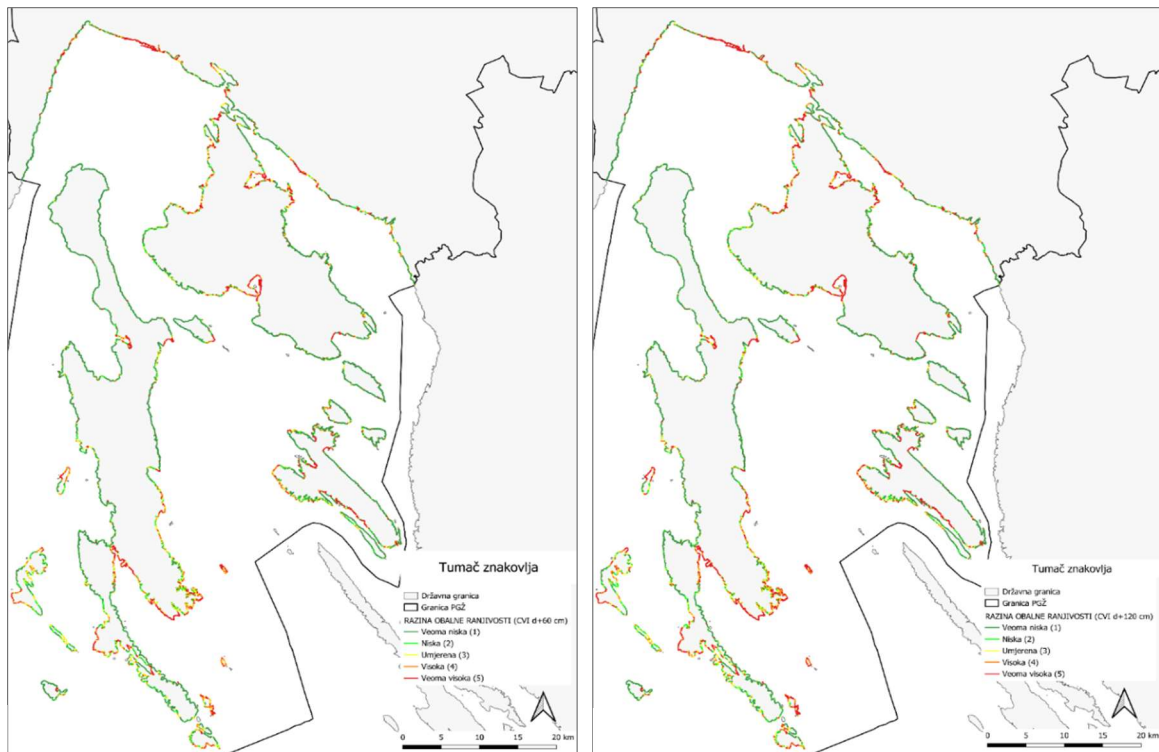 Tumač znakovlja
Državna granica
Granica PGŽ
RAZINA OBALNE RANJIVOSTI (CVI d+60 cm)
Veoma niska (1)
Niska (2)
Umjerena (3)
Visoka (4)
Veoma visoka (5)
0 5 10 15 20 km
Tumač znakovlja
Državna granica
Granica PGŽ
RAZINA OBALNE RANJIVOSTI (CVI d+120 cm)
Veoma niska (1)
Niska (2)
Umjerena (3)
Visoka (4)
Veoma visoka (5)
0 5 10 15 20 km